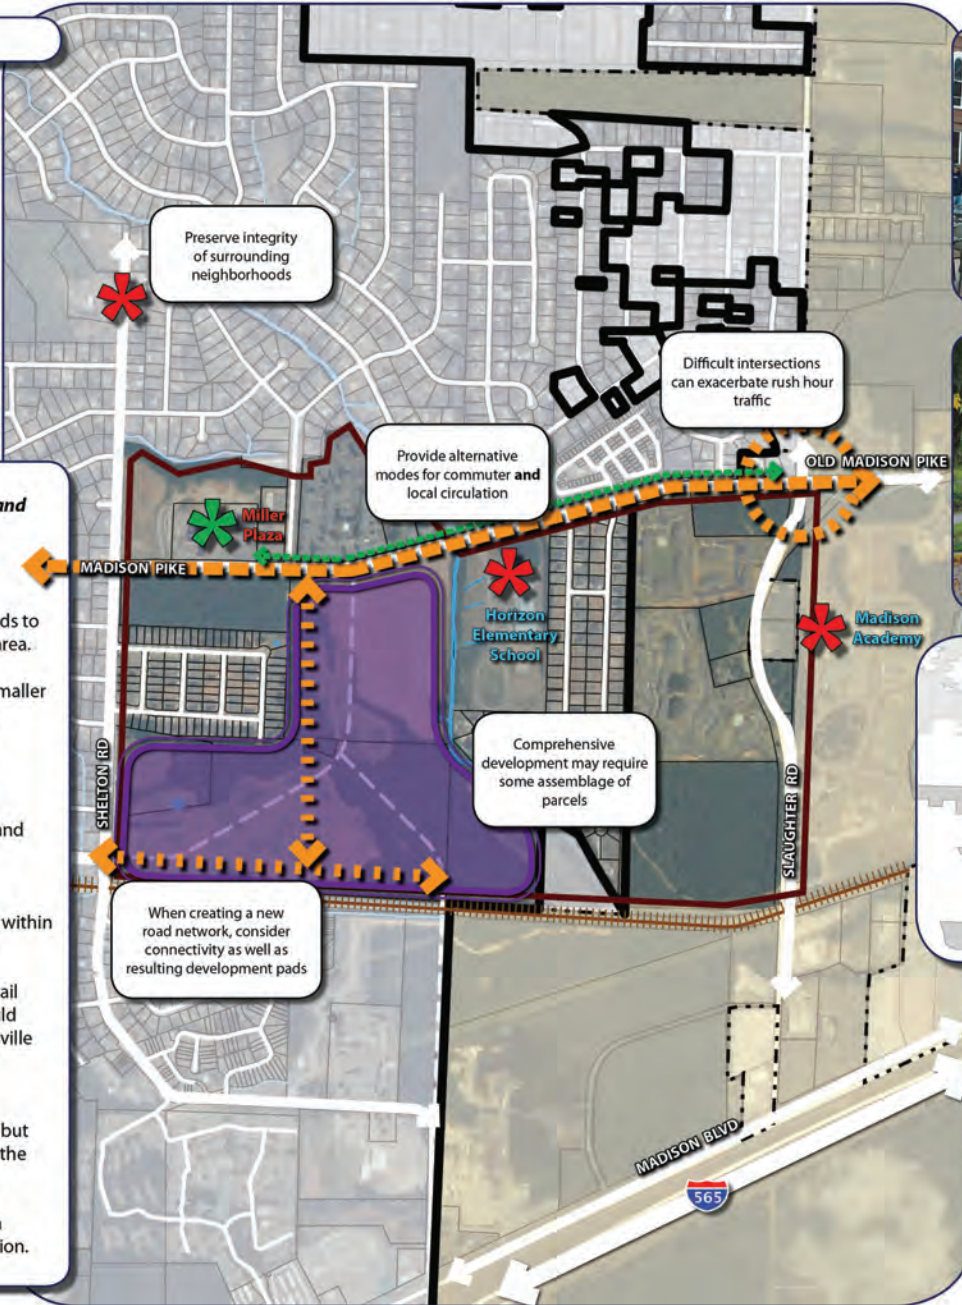 Preserve integrity
of surrounding
neighborhoods
Difficult intersections
can exacerbate rush hour
traffic
Provide alternative
modes for commuter and
local circulation
OLD MADISON PIKE
Miller
Plaza
MADISON PIKE
Horizon
Elementary
School
Madison
Academy
Comprehensive
development may require
some assemblage of
parcels
SHELTON RD
SLAUGHTER RD
When creating a new
road network, consider
connectivity as well as
resulting development pads
MADISON BLVD
565
and
ds to
rea.
maller
and
within
ail
ld
ville
but
the
ion.